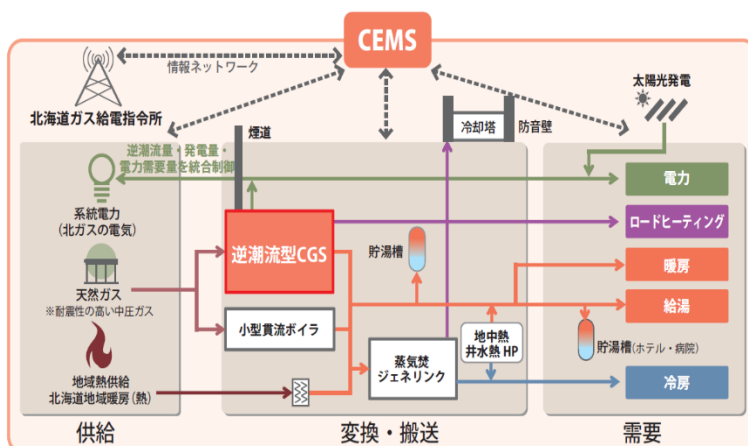 CEMS
情報ネットワーク
北海道ガス給電指令所
太陽光発電
煙道
冷却塔
防音壁
逆潮流量・発電量・
電力需要量を統合制御
系統電力
(北ガスの電気)
電力
ロードヒーティング
逆潮流型CGS
貯湯槽
暖房
天然ガス
※耐震性の高い中圧ガス
給湯
小型貫流ボイラ
地中熱
井水熱 HP
貯湯槽(ホテル・病院)
蒸気焚
ジェネリンク
地域熱供給
北海道地域暖房(熱)
冷房
供給
変換・搬送
需要